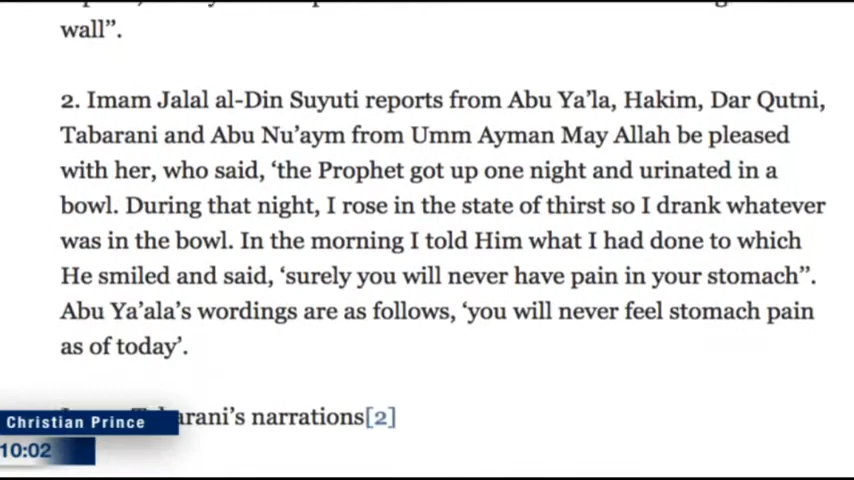 wall”.
2. Imam Jalal al-Din Suyuti reports from Abu Ya’la, Hakim, Dar Qutni,
Tabarani and Abu Nu’aym from Umm Ayman May Allah be pleased
with her, who said, ‘the Prophet got up one night and urinated in a
bowl. During that night, I rose in the state of thirst so I drank whatever
was in the bowl. In the morning I told Him what I had done to which
He smiled and said, ‘surely you will never have pain in your stomach”.
Abu Ya’ala’s wordings are as follows, ‘you will never feel stomach pain
as of today’.
narrations[2]
Christian Prince
10:02